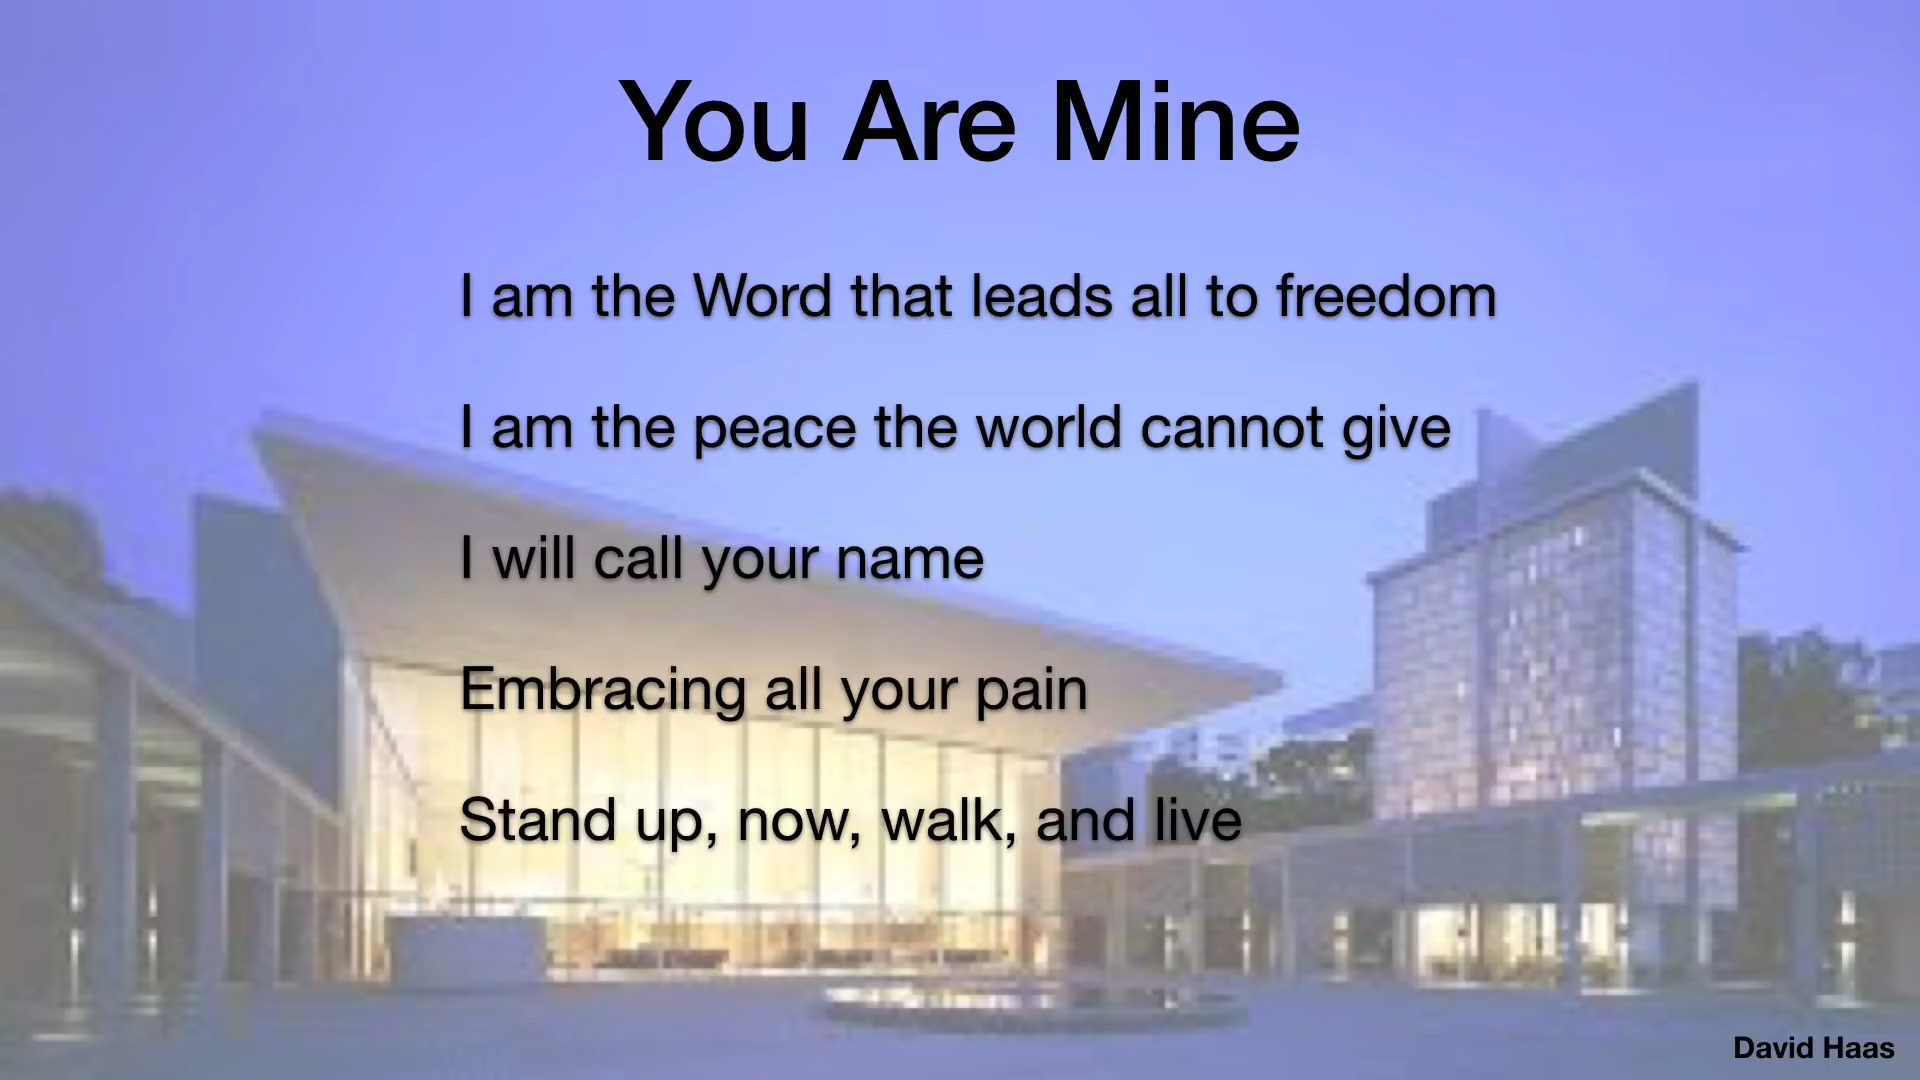 You Are Mine
I am the Word that leads all to freedom
I am the peace the world cannot give
I will call your name
Embracing all your pain
Stand up, now, walk, and live
David Haas